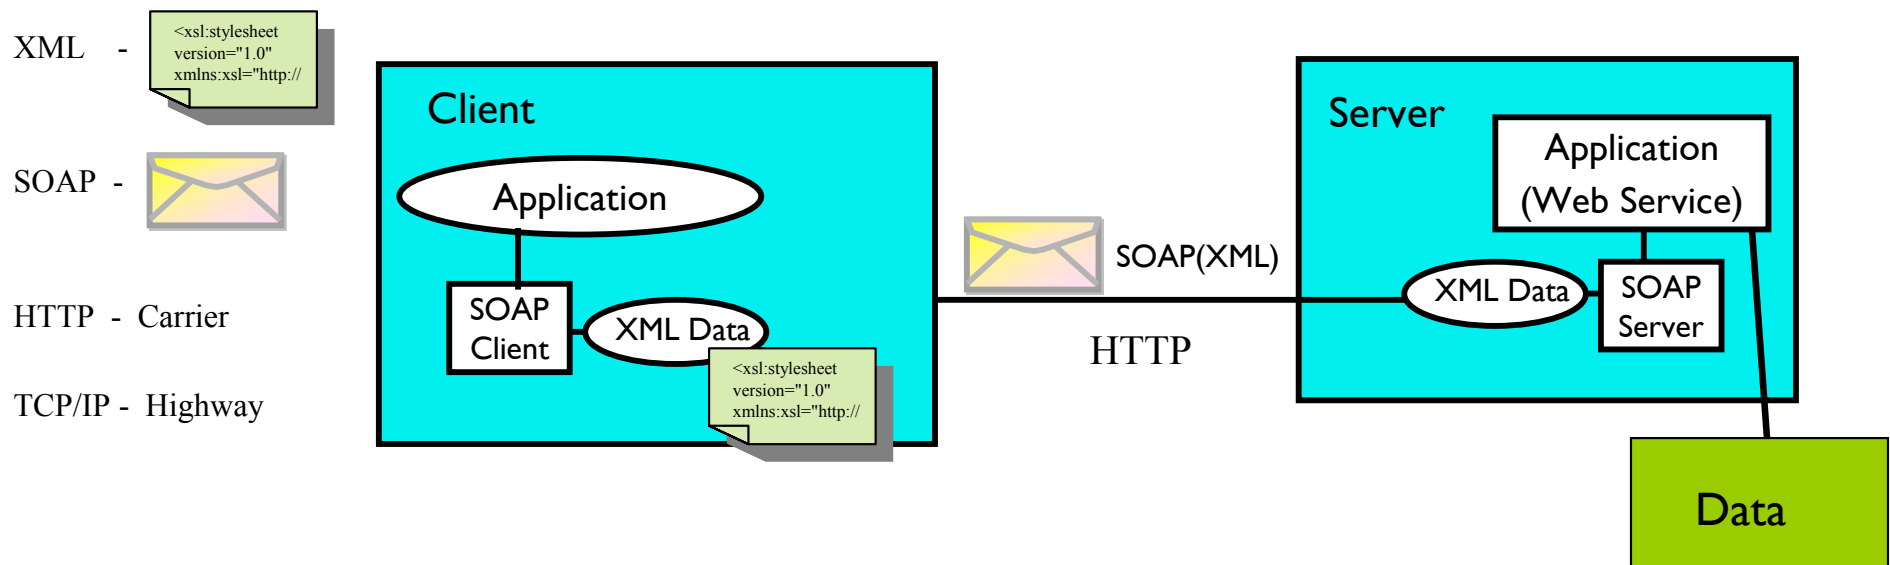 XML -
<xsl:stylesheet
version="1.0"
xmlns:xsl="http://
SOAP -
HTTP - Carrier
TCP/IP - Highway
Client
Application
SOAP
Client
XML Data
<xsl:stylesheet
version="1.0"
xmlns:xsl="http://
SOAP(XML)
HTTP
Server
Application
(Web Service)
XML Data
SOAP
Server
Data